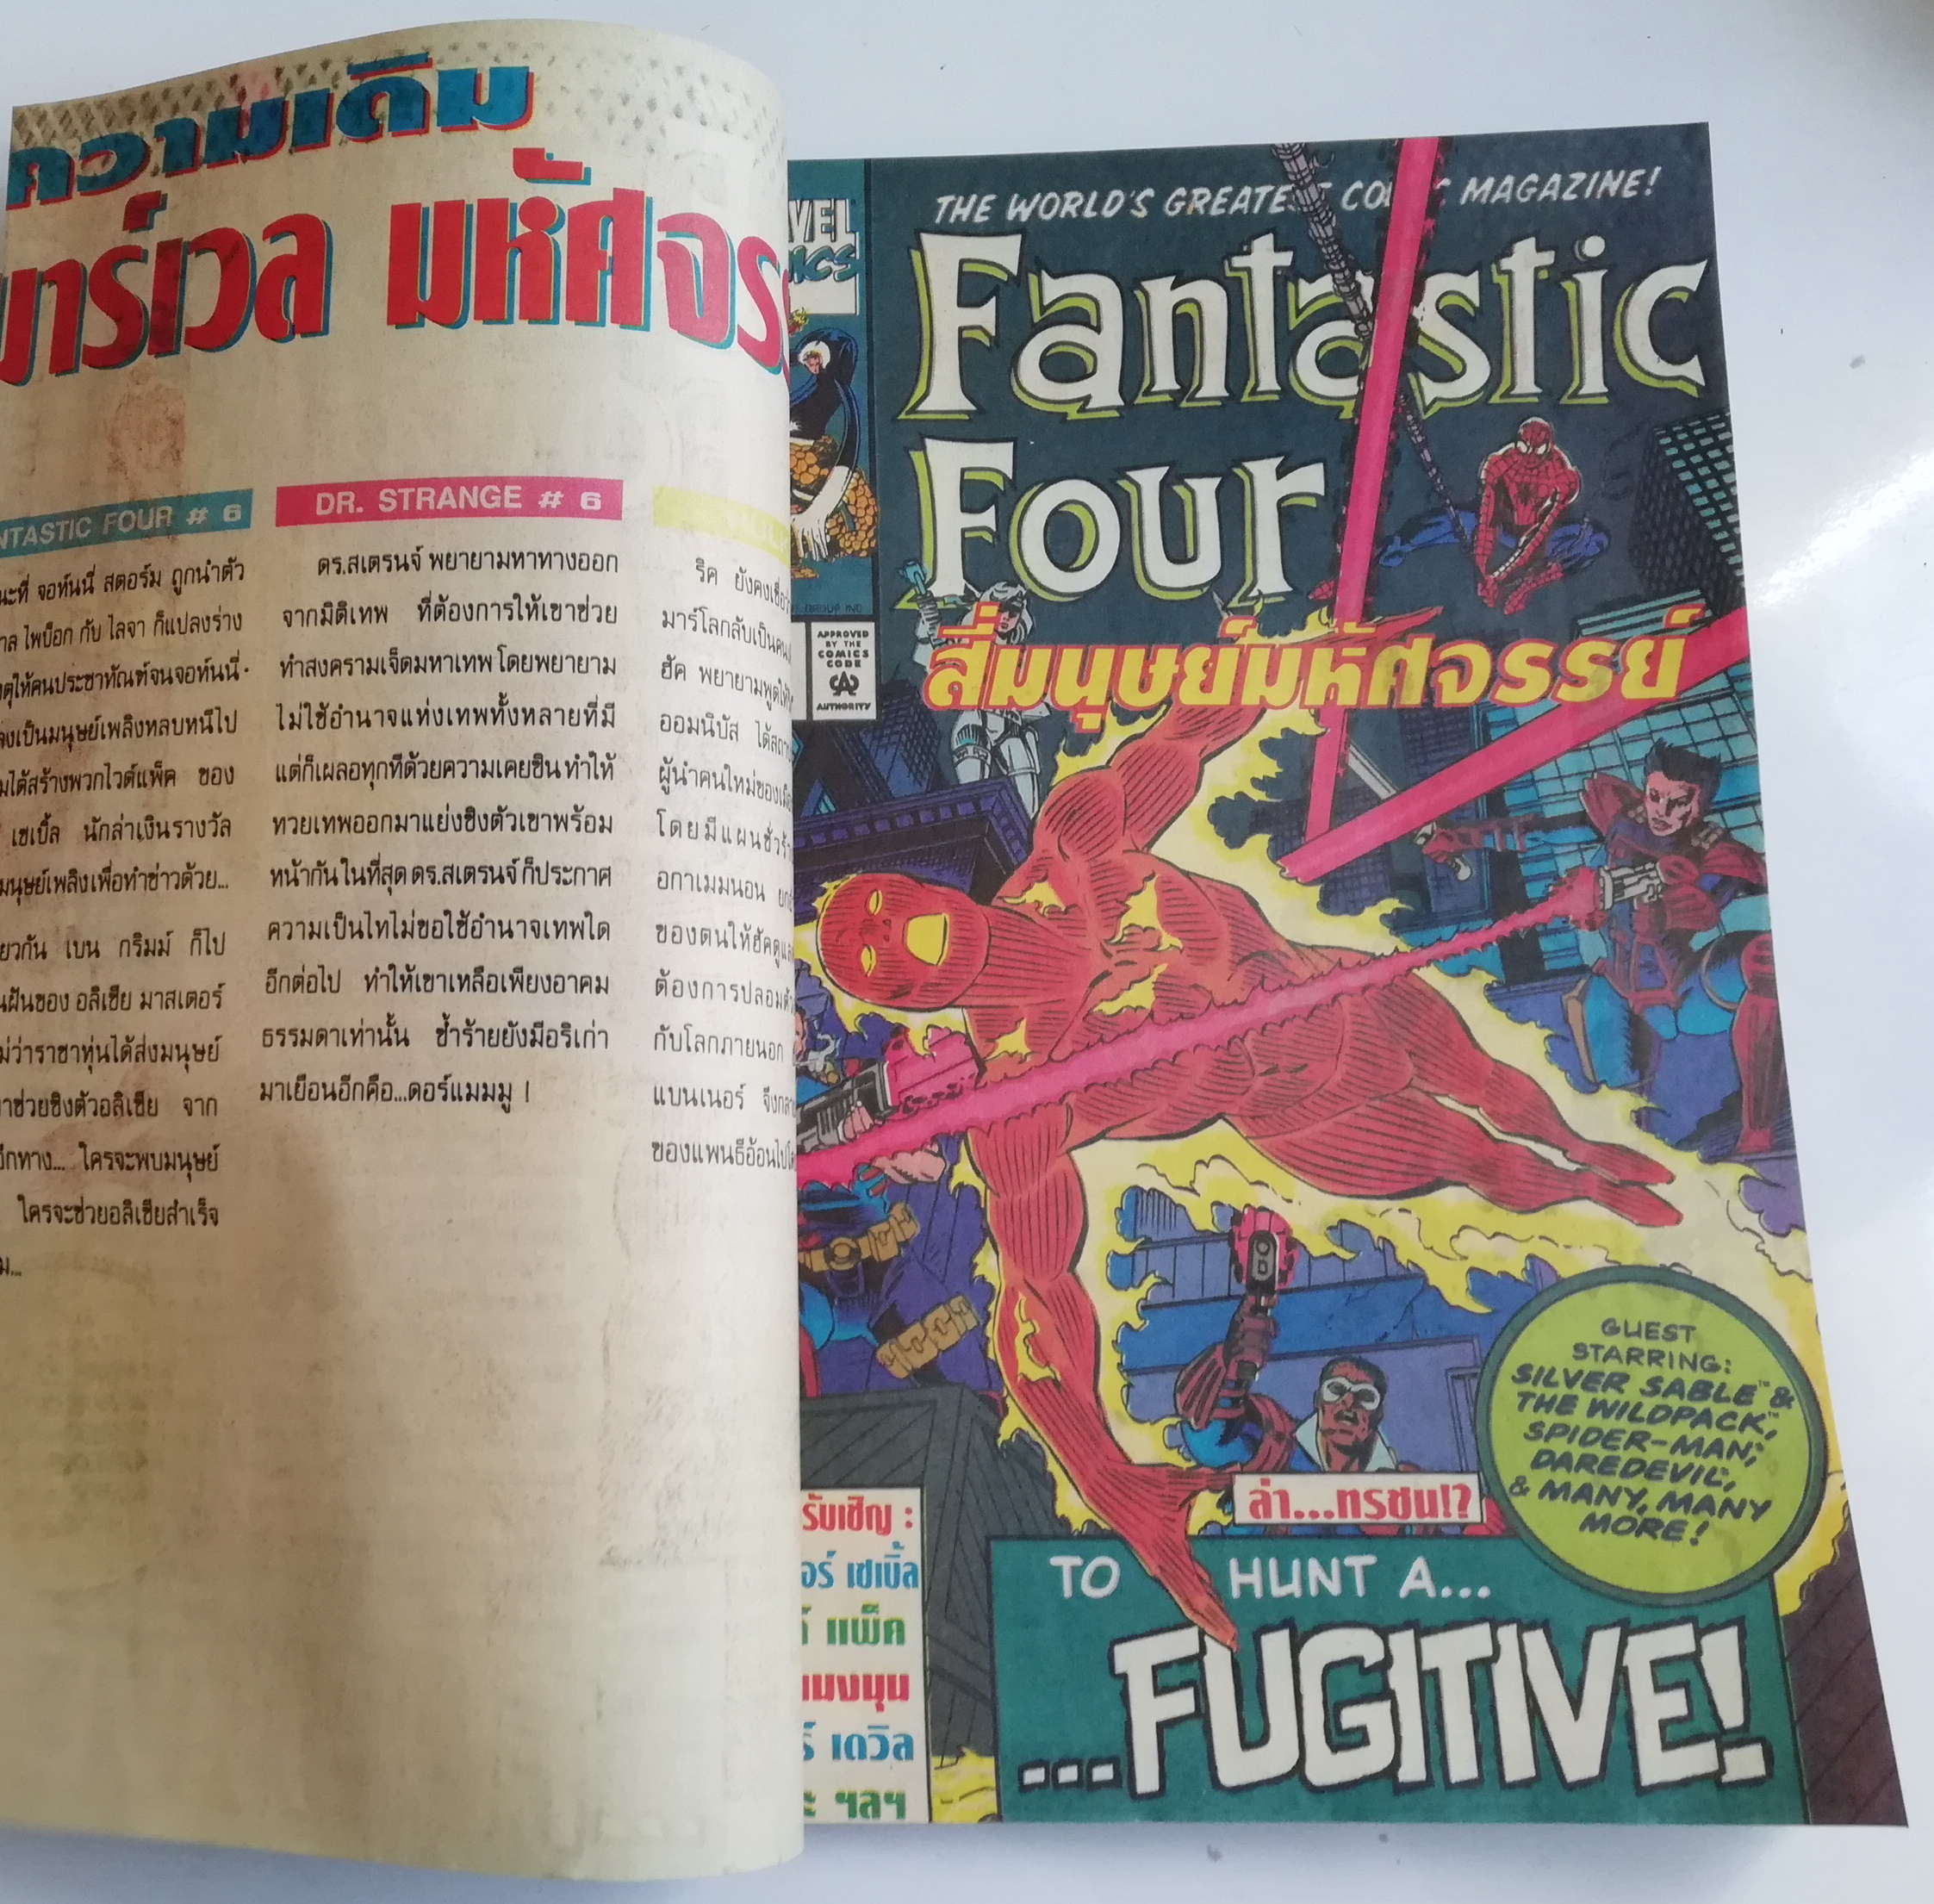 ความเดิม
มาร์เวล มหัศจร
NTASTIC FOUR # 6
จอห์นนี่ สตอร์ม ถูกนำตัว
ไพบ็อก กับ ไลจา ก็แปลงร่าง
ให้คนประชาทัณฑ์จนจอห์นนี่
เป็นมนุษย์เพลิงหลบหนีไป
ได้สร้างพวกไวด์แพ็ค ของ
เซเบิ้ล นักล่าเงินรางวัล
มนุษย์เพลิงเพื่อทำข่าวด้วย...
ยวกัน เบน กริมม์ ก็ไป
ของ อลิเซีย มาสเตอร์
ว่าราชาหุ่นได้ส่งมนุษย์
าช่วยชิงตัวอลิเซีย จาก
อีกทาง... ใครจะพบมนุษย์
ใครจะช่วยอลิเซียสำเร็จ
ม...
DR. STRANGE # 6
ดร.สเตรนจ์ พยายามหาทางออก
จากมิติเทพ ที่ต้องการให้เขาช่วย
ทำสงครามเจ็ดมหาเทพ โดยพยายาม
ไม่ใช้อำนาจแห่งเทพทั้งหลายที่มี
แต่ก็เผลอทุกทีด้วยความเคยชิน ทำให้
ทวยเทพออกมาแย่งชิงตัวเขาพร้อม
หน้ากัน ในที่สุด ดร.สเตรนจ์ ก็ประกาศ
ความเป็นไทไม่ขอใช้อำนาจเทพใด
อีกต่อไป ทำให้เขาเหลือเพียงอาคม
ธรรมดาเท่านั้น ซ้ำร้ายยังมีอริเก่า
มาเยือนอีกคือ...ดอร์แมมมู !
ริค ยังคงเชื่อว่า
มาร์โลกลับเป็นคน
ฮัค พยายามพูดให้
ออมนิบัส ได้
ผู้นำคนใหม่ของ
โดยมีแผนชั่วร้
อกาเมมนอน
ของตนให้ฮัคดูแล
ต้องการปลอมตัว
กับโลกภายนอก
แบนเนอร์ จึงกลาย
ของแพนธีอ้อนไป
VEL
MICS
GROUP INC
APPROVED
BY THE
COMICS
CODE
CA
AUTHORITY
THE WORLD'S GREATEST COMIC MAGAZINE!
Fantastic
Four
สี่มนุษย์มหัศจรรย์
GUEST
STARRING:
SILVER SABLE™ &
THE WILDPACK™,
SPIDER-MAN™,
DAREDEVIL™,
& MANY, MANY
MORE!
รับเชิญ :
อร์ เซเบิ้ล
์ แพ็ค
แมงมุม
ร์ เดวิล
ะ ฯลฯ
ล่า...ทรชน!?
TO HUNT A...
...FUGITIVE!